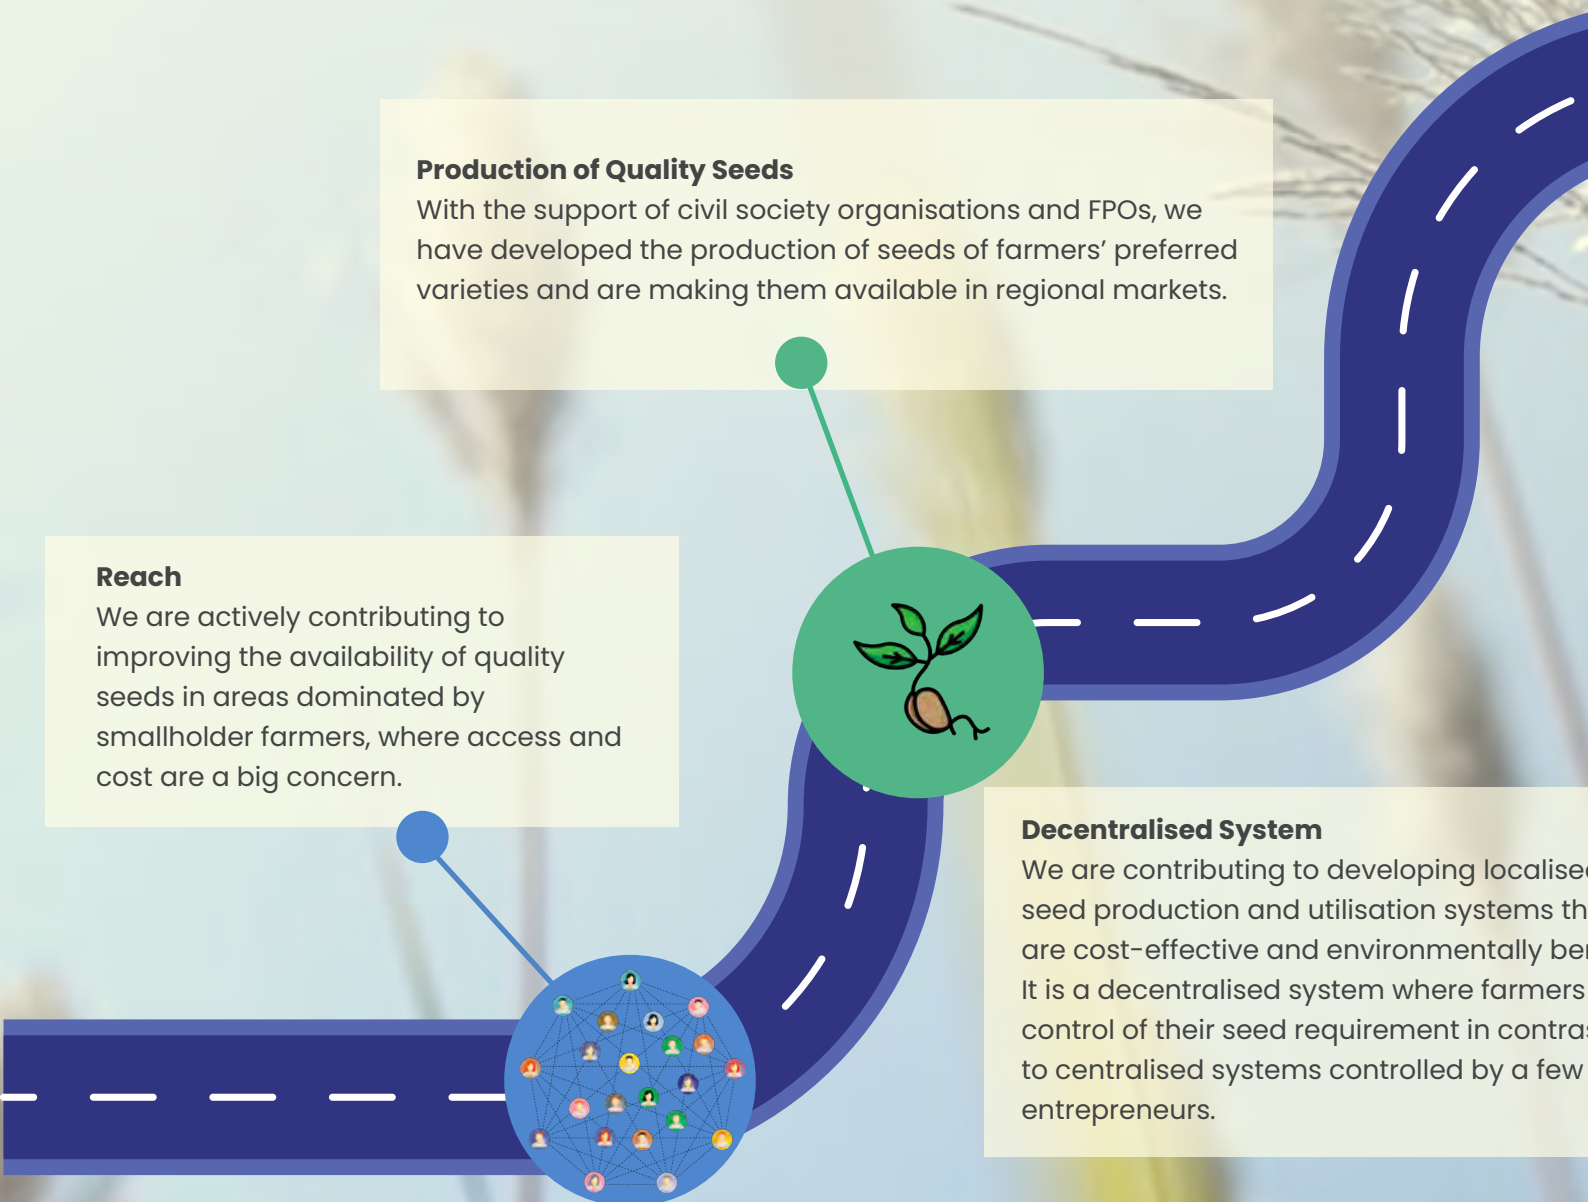 Production of Quality Seeds
With the support of civil society organisations and FPOs, we
have developed the production of seeds of farmers’ preferred
varieties and are making them available in regional markets.
Reach
We are actively contributing to
improving the availability of quality
seeds in areas dominated by
smallholder farmers, where access and
cost are a big concern.
Decentralised System
We are contributing to developing
seed production and utilisation systems
are cost-effective and environmentally
It is a decentralised system where farmers
control of their seed requirement in
to centralised systems controlled by a few
entrepreneurs.